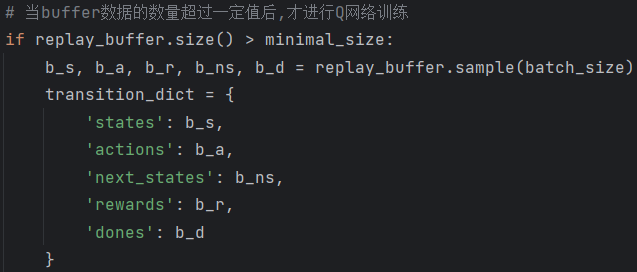 # 当buffer数据的数量超过一定值后,才进行Q网络训练
if replay_buffer.size() > minimal_size:
    b_s, b_a, b_r, b_ns, b_d = replay_buffer.sample(batch_size)
    transition_dict = {
        'states': b_s,
        'actions': b_a,
        'next_states': b_ns,
        'rewards': b_r,
        'dones': b_d
    }